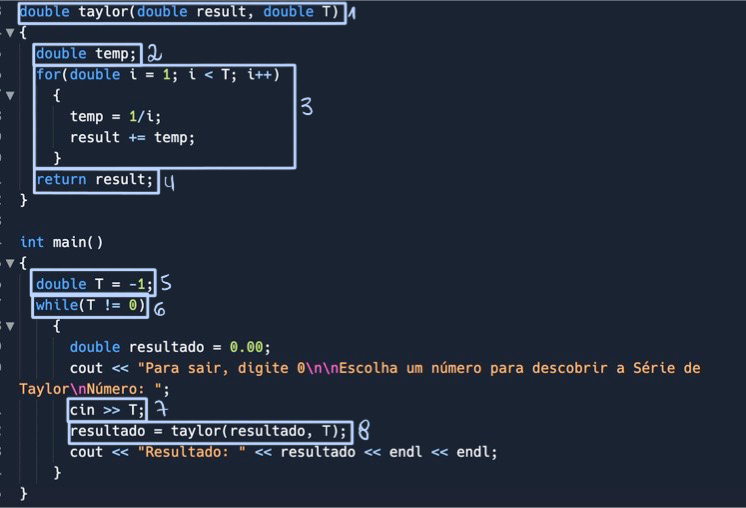 double taylor(double result, double T) 1
{
double temp; 2
for(double i = 1; i < T; i++)
{
temp = 1/i;
result += temp;
}
3
return result; 4
}
int main()
{
double T = -1; 5
while(T != 0) 6
{
double resultado = 0.00;
cout << "Para sair, digite 0\n\nEscolha um número para descobrir a Série de
Taylor\nNúmero: ";
cin >> T; 7
resultado = taylor(resultado, T); 8
cout << "Resultado: " << resultado << endl << endl;
}
}